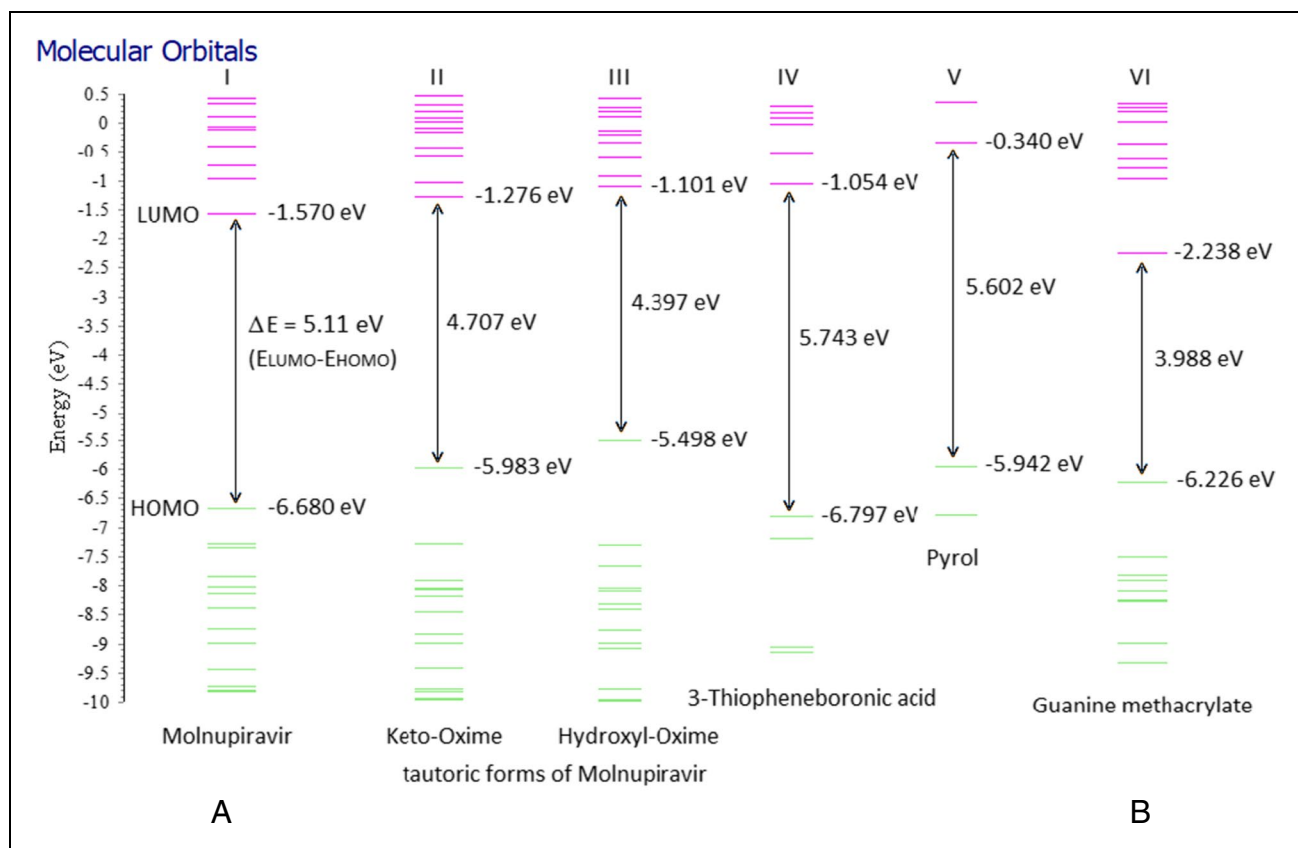 Molecular Orbitals
I II III IV V VI
0.5
0
-0.5
-1
-1.5
-2
-2.5
-3
-3.5
-4
-4.5
-5
-5.5
-6
-6.5
-7
-7.5
-8
-8.5
-9
-9.5
-10
Energy (eV)
LUMO
HOMO
-1.570 eV
ΔE = 5.11 eV
(ELUMO-EHOMO)
-6.680 eV
-1.276 eV
4.707 eV
-5.983 eV
-1.101 eV
4.397 eV
-5.498 eV
-1.054 eV
5.743 eV
-6.797 eV
-0.340 eV
5.602 eV
-5.942 eV
Pyrol
-2.238 eV
3.988 eV
-6.226 eV
3-Thiopheneboronic acid
Guanine methacrylate
Molnupiravir
Keto-Oxime Hydroxyl-Oxime
tautoric forms of Molnupiravir
A B